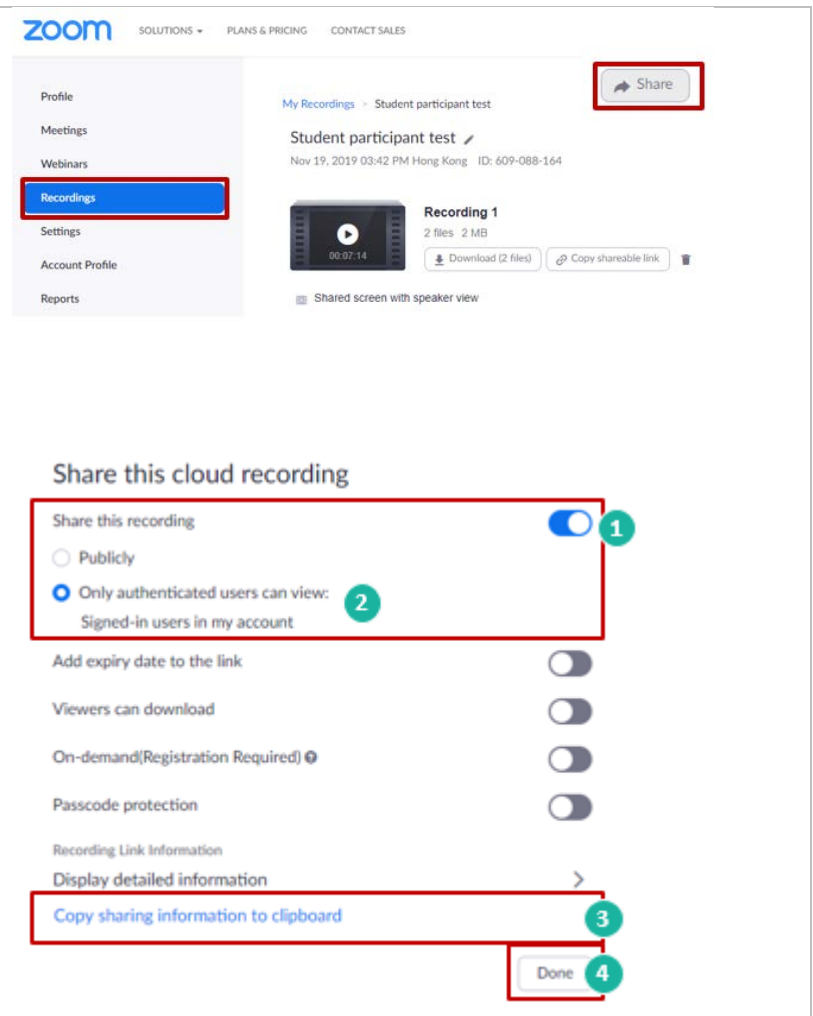 zoom SOLUTIONS PLANS & PRICING CONTACT SALES
Share
Profile
Meetings
Webinars
Recordings
Settings
Account Profile
Reports
My Recordings > Student participant test
Student participant test
Nov 19, 2019 03:42 PM Hong Kong ID: 609-088-164
Recording 1
2 files 2 MB
00:07:14
Download (2 files) Copy shareable link
Shared screen with speaker view
Share this cloud recording
Share this recording 1
Publicly
Only authenticated users can view: 2
Signed-in users in my account
Add expiry date to the link
Viewers can download
On-demand(Registration Required) ?
Passcode protection
Recording Link Information
Display detailed information >
Copy sharing information to clipboard 3
Done 4